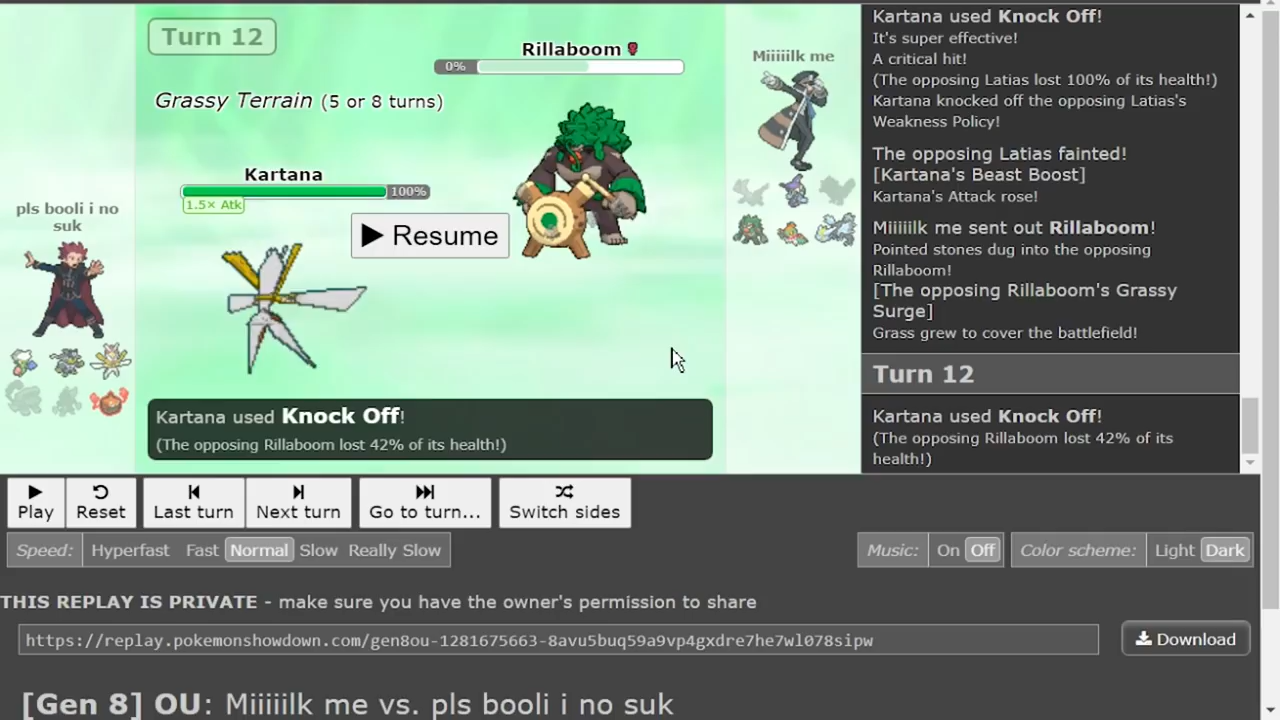 Turn 12
Rillaboom
0%
Miiiiilk me
Grassy Terrain (5 or 8 turns)
Kartana
100%
1.5× Atk
pls booli i no
suk
Resume
Kartana used Knock Off!
(The opposing Rillaboom lost 42% of its health!)
Kartana used Knock Off!
It's super effective!
A critical hit!
(The opposing Latias lost 100% of its health!)
Kartana knocked off the opposing Latias's
Weakness Policy!
The opposing Latias fainted!
[Kartana's Beast Boost]
Kartana's Attack rose!
Miiiiilk me sent out Rillaboom!
Pointed stones dug into the opposing
Rillaboom!
[The opposing Rillaboom's Grassy
Surge]
Grass grew to cover the battlefield!
Turn 12
Kartana used Knock Off!
(The opposing Rillaboom lost 42% of its
health!)
Play Reset Last turn Next turn Go to turn... Switch sides
Speed: Hyperfast Fast Normal Slow Really Slow Music: On Off Color scheme: Light Dark
THIS REPLAY IS PRIVATE - make sure you have the owner's permission to share
https://replay.pokemonshowdown.com/gen8ou-1281675663-8avu5buq59a9vp4gxdre7he7wl078sipw
Download
[Gen 8] OU: Miiiiilk me vs. pls booli i no suk